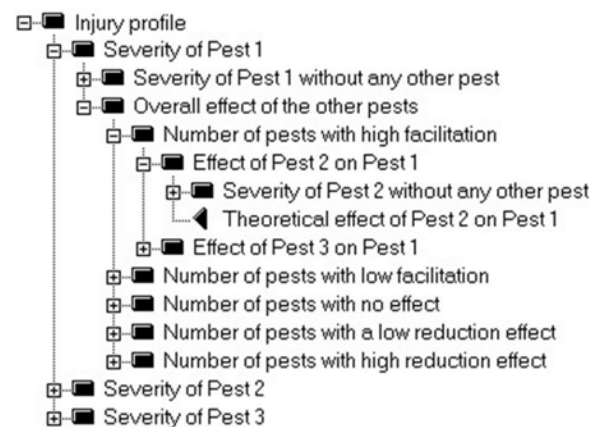 Injury profile
Severity of Pest 1
Severity of Pest 1 without any other pest
Overall effect of the other pests
Number of pests with high facilitation
Effect of Pest 2 on Pest 1
Severity of Pest 2 without any other pest
Theoretical effect of Pest 2 on Pest 1
Effect of Pest 3 on Pest 1
Number of pests with low facilitation
Number of pests with no effect
Number of pests with a low reduction effect
Number of pests with high reduction effect
Severity of Pest 2
Severity of Pest 3